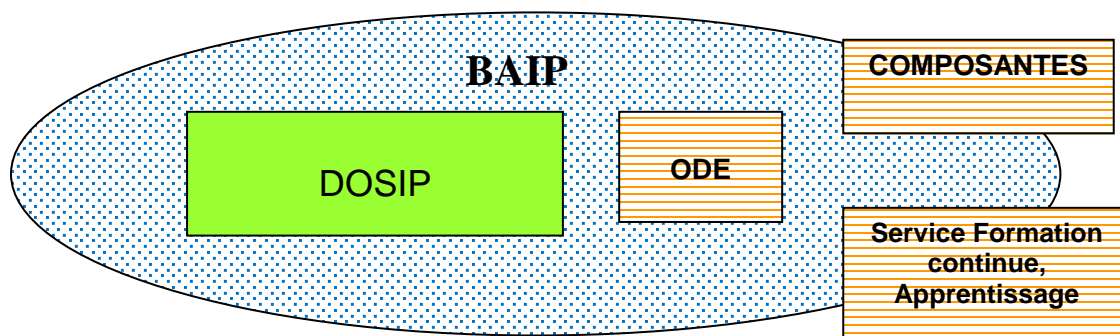 BAIP
COMPOSANTES
DOSIP
ODE
Service Formation
continue,
Apprentissage